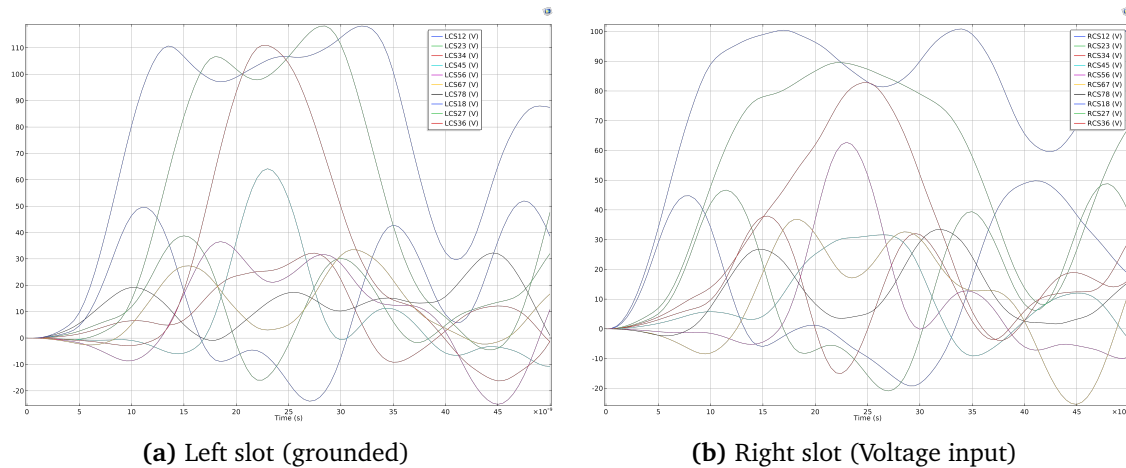 110
100
90
80
70
60
50
40
30
20
10
0
-10
-20
0 5 10 15 20 25 30 35 40 45 ×10⁻⁹
Time (s)
LCS12 (V)
LCS23 (V)
LCS34 (V)
LCS45 (V)
LCS56 (V)
LCS67 (V)
LCS78 (V)
LCS18 (V)
LCS27 (V)
LCS36 (V)
(a) Left slot (grounded)
100
90
80
70
60
50
40
30
20
10
0
-10
-20
0 5 10 15 20 25 30 35 40 45 ×10
Time (s)
RCS12 (V)
RCS23 (V)
RCS34 (V)
RCS45 (V)
RCS56 (V)
RCS67 (V)
RCS78 (V)
RCS18 (V)
RCS27 (V)
RCS36 (V)
(b) Right slot (Voltage input)